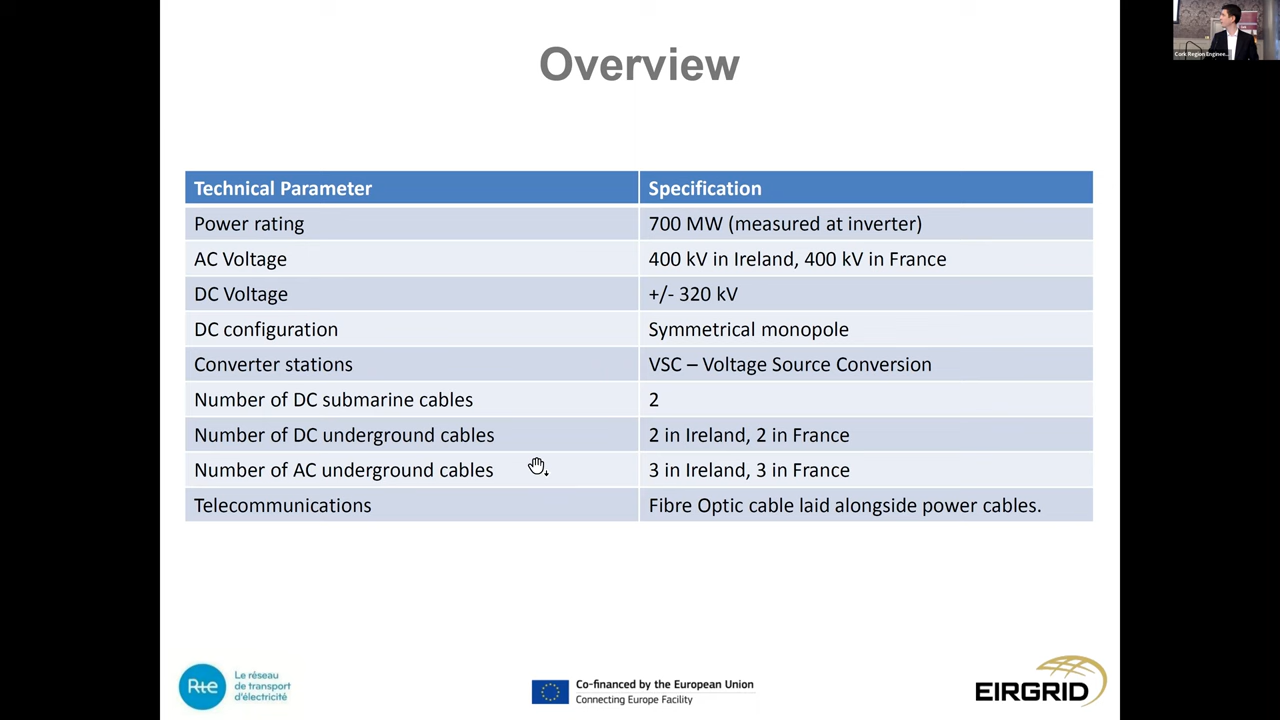 Overview
Technical Parameter Specification
Power rating 700 MW (measured at inverter)
AC Voltage 400 kV in Ireland, 400 kV in France
DC Voltage +/- 320 kV
DC configuration Symmetrical monopole
Converter stations VSC – Voltage Source Conversion
Number of DC submarine cables 2
Number of DC underground cables 2 in Ireland, 2 in France
Number of AC underground cables 3 in Ireland, 3 in France
Telecommunications Fibre Optic cable laid alongside power cables.
Cork Region Enginee...
Rte
Le réseau
de transport
d'électricité
Co-financed by the European Union
Connecting Europe Facility
EIRGRID